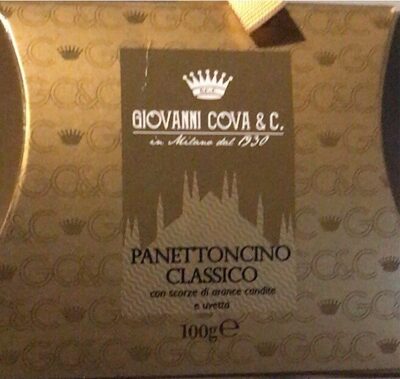 GIOVANNI COVA & C.
in Milano dal 1930
PANETTONCINO
CLASSICO
con scorze di arance candite
e uvetta
100g℮